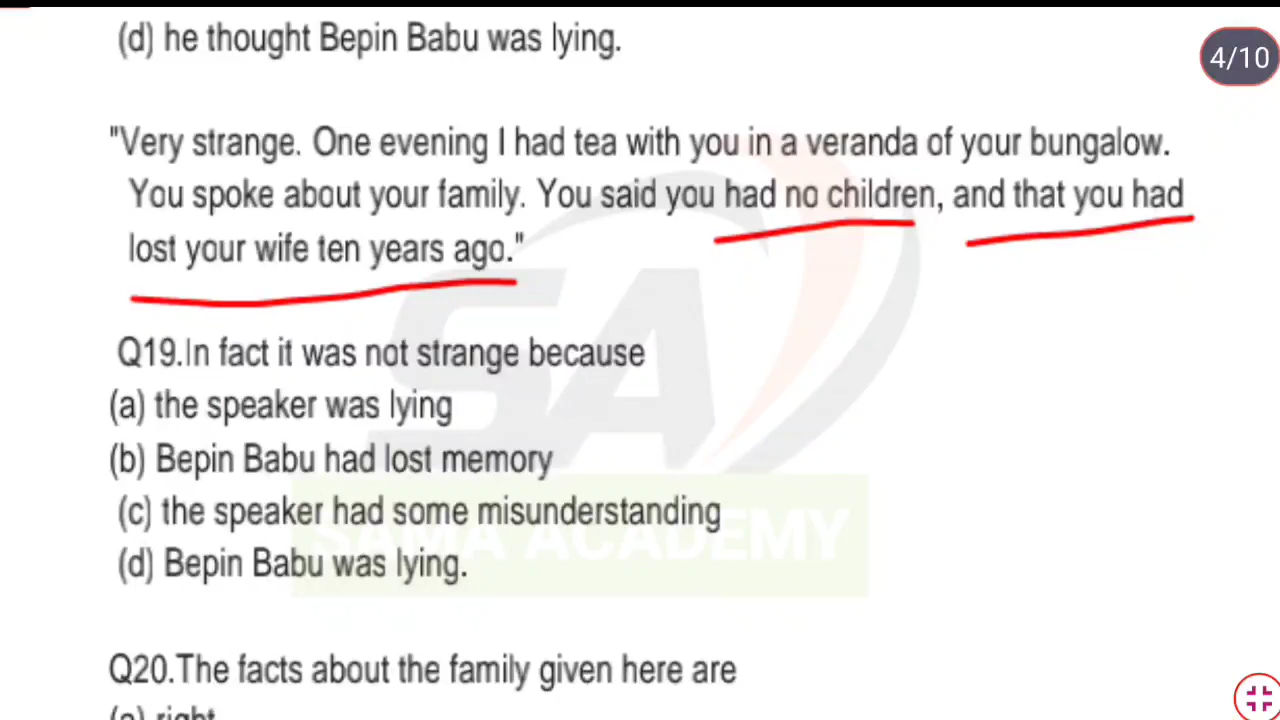 (d) he thought Bepin Babu was lying.
4/10
"Very strange. One evening I had tea with you in a veranda of your bungalow.
You spoke about your family. You said you had no children, and that you had
lost your wife ten years ago."
Q19.In fact it was not strange because
(a) the speaker was lying
(b) Bepin Babu had lost memory
(c) the speaker had some misunderstanding
(d) Bepin Babu was lying.
SA
SAMA ACADEMY
Q20.The facts about the family given here are
(a) right